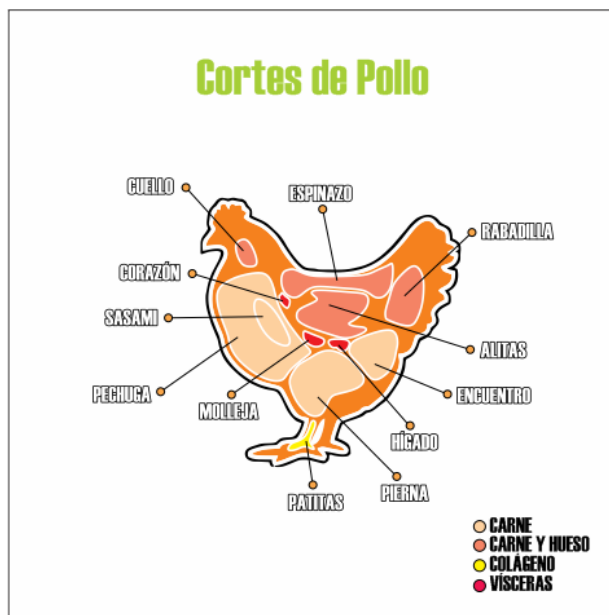 Cortes de Pollo
CUELLO
ESPINAZO
RABADILLA
CORAZÓN
SASAMI
ALITAS
PECHUGA
MOLLEJA
ENCUENTRO
HÍGADO
PATITAS
PIERNA
CARNE
CARNE Y HUESO
COLÁGENO
VÍSCERAS